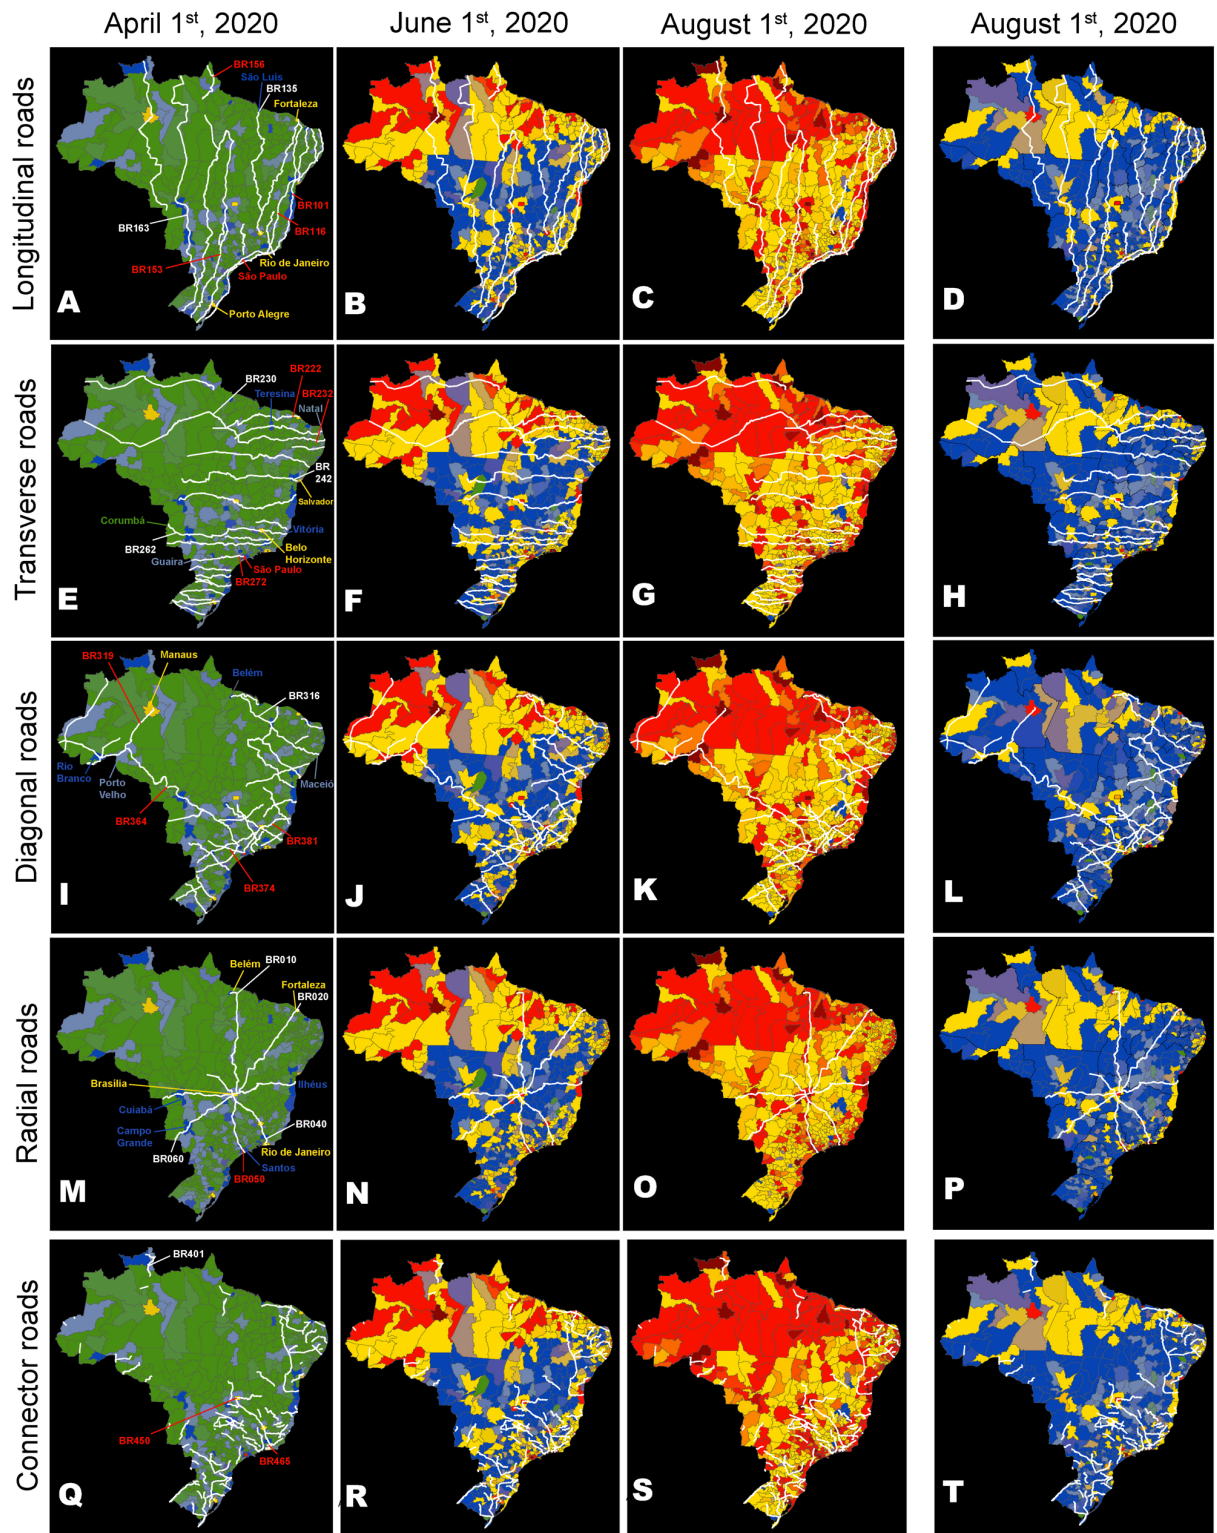 April 1st, 2020
June 1st, 2020
August 1st, 2020
August 1st, 2020
Longitudinal roads
BR156
São Luis
BR135
Fortaleza
BR101
BR163
BR116
BR153
Rio de Janeiro
São Paulo
Porto Alegre
A
B
C
D
Transverse roads
BR222
BR230
Teresina
BR232
Natal
BR
242
Salvador
Corumbá
Vitória
BR262
Belo
Horizonte
Guaira
São Paulo
BR272
E
F
G
H
Diagonal roads
BR319
Manaus
Belém
BR316
Rio
Branco
Porto
Velho
Maceió
BR364
BR381
BR374
I
J
K
L
Radial roads
Belém
BR010
Fortaleza
BR020
Brasilia
Ilhéus
Cuiabá
Campo
Grande
BR040
BR060
Rio de Janeiro
Santos
BR050
M
N
O
P
Connector roads
BR401
BR450
BR465
Q
R
S
T